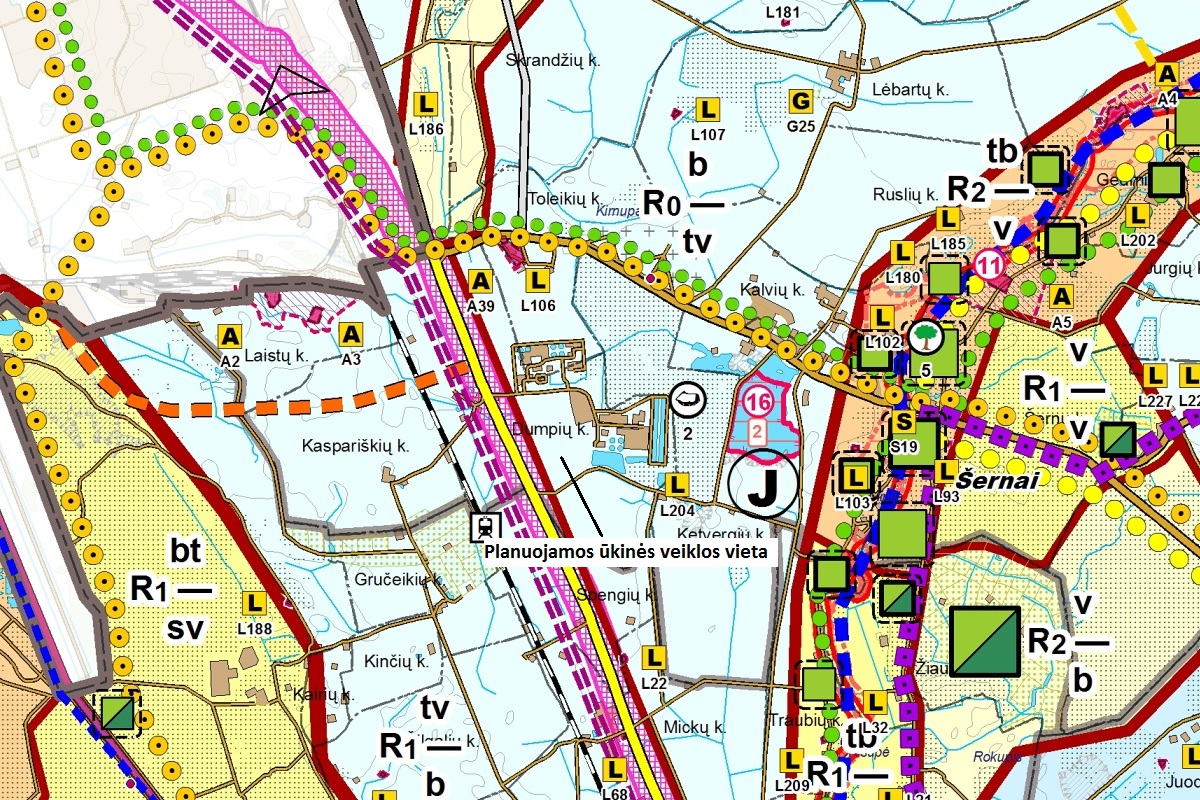 L181
Skrandžių k.
L
L186
L
L107
G
G25
Lėbartų k.
A
A4
b
R0
tv
tb
R2
v
Toleikių k.
Ruslių k.
L
L185
L
L202
L
L180
11
A
A39
L
L106
Kalvių k.
A
A5
A
A2
Laistų k.
A
A3
L
L102
5
v
R1
v
L
L227
L
16
2
2
S
S19
Dumpių k.
Kaspariškių k.
J
L
L204
L
L103
L
L93
Šernai
Ketvergių k.
Planuojamos ūkinės veiklos vieta
bt
R1
sv
Gručeikių k.
Spengių k.
L
L188
v
R2
b
Kinčių k.
L
L22
Kairių k.
Mickų k.
Traubių k.
L
L32
tv
R1
b
tb
R1
Rokupis
L
L68
L
L209
L
L21
L